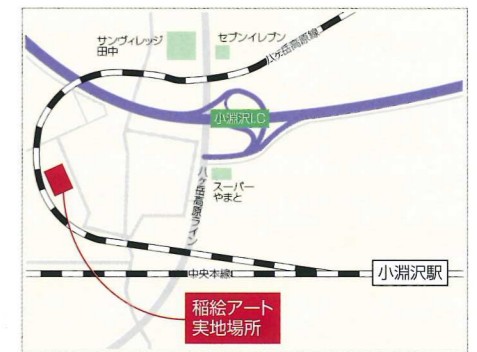 サンヴィレッジ
田中
セブンイレブン
八ヶ岳高原線
小淵沢I.C
スーパー
やまと
八ヶ岳高原ライン
中央本線
小淵沢駅
稲絵アート
実地場所